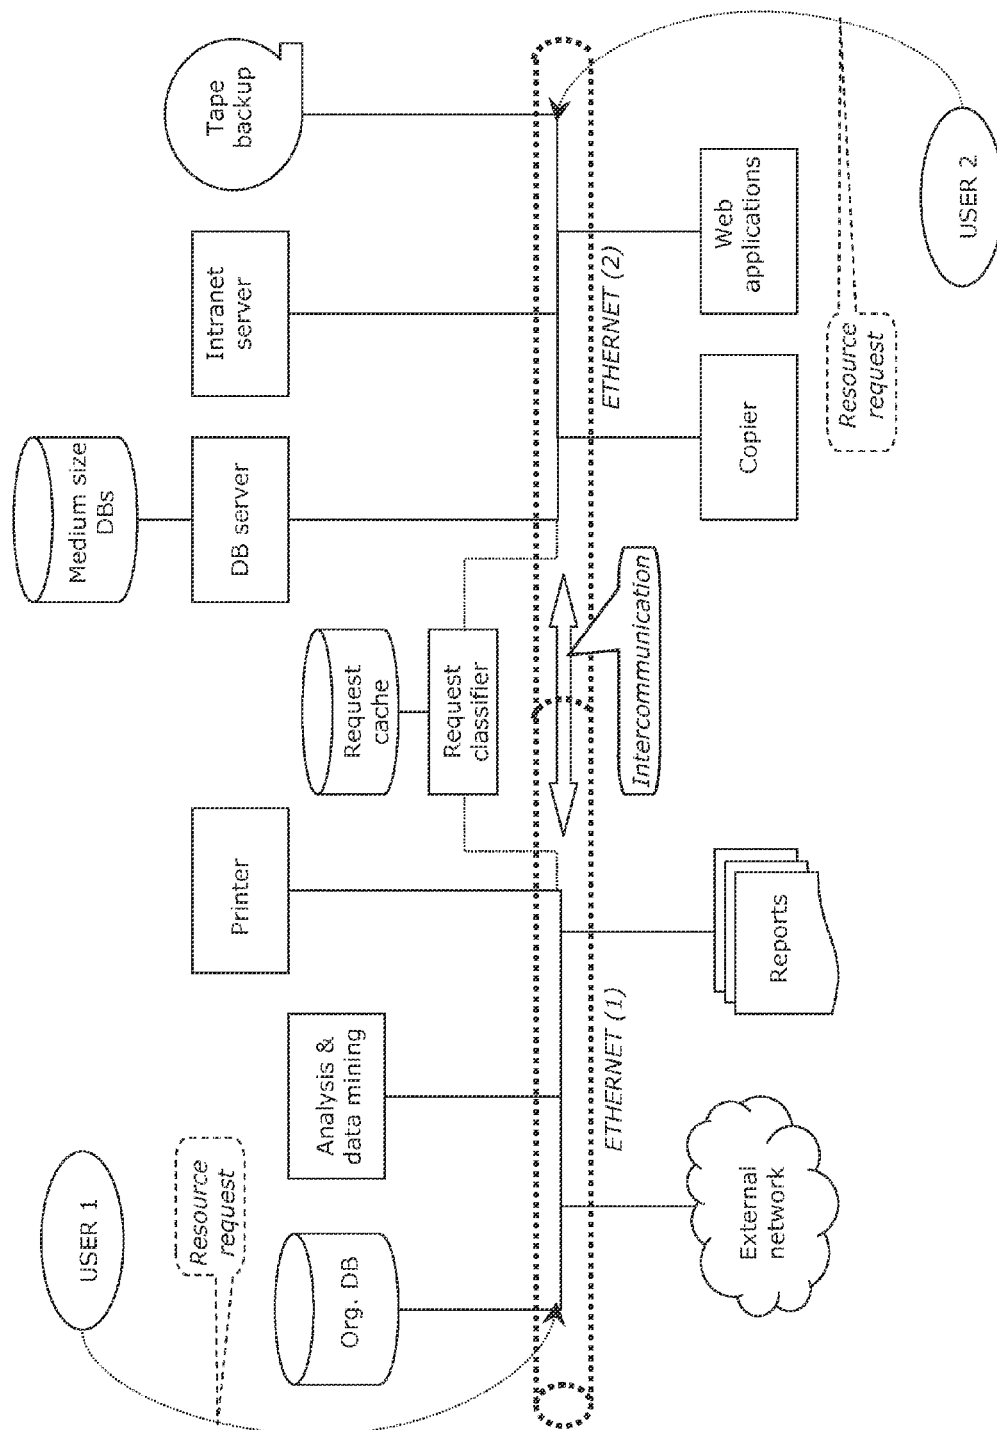 USER 1
Resource
request
Org. DB
Analysis &
data mining
Printer
Request
cache
Request
classifier
Medium size
DBs
DB server
Intranet
server
Tape
backup
ETHERNET (1)
Intercommunication
ETHERNET (2)
External
network
Reports
Copier
Web
applications
Resource
request
USER 2